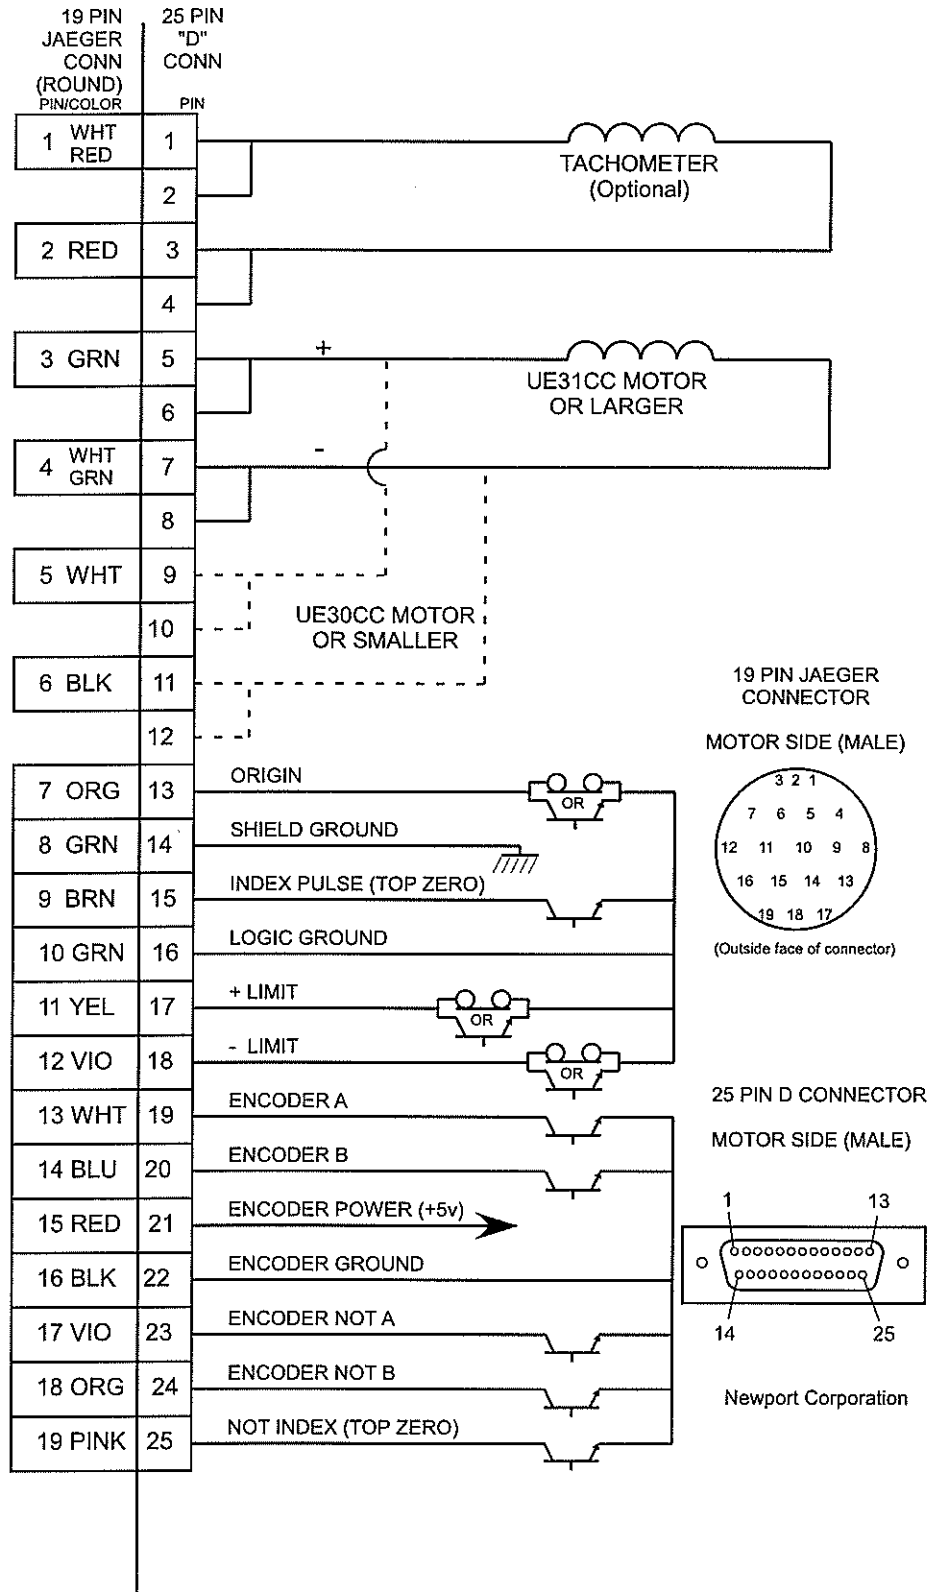 19 PIN
JAEGER
CONN
(ROUND)
PIN/COLOR
25 PIN
"D"
CONN
PIN
1 WHT RED 1
2
2 RED 3
4
3 GRN 5
6
4 WHT GRN 7
8
5 WHT 9
10
6 BLK 11
12
7 ORG 13
8 GRN 14
9 BRN 15
10 GRN 16
11 YEL 17
12 VIO 18
13 WHT 19
14 BLU 20
15 RED 21
16 BLK 22
17 VIO 23
18 ORG 24
19 PINK 25
TACHOMETER
(Optional)
+
UE31CC MOTOR
OR LARGER
-
UE30CC MOTOR
OR SMALLER
ORIGIN
OR
SHIELD GROUND
INDEX PULSE (TOP ZERO)
LOGIC GROUND
+ LIMIT
OR
- LIMIT
OR
ENCODER A
ENCODER B
ENCODER POWER (+5v)
ENCODER GROUND
ENCODER NOT A
ENCODER NOT B
NOT INDEX (TOP ZERO)
19 PIN JAEGER
CONNECTOR
MOTOR SIDE (MALE)
3 2 1
7 6 5 4
12 11 10 9 8
16 15 14 13
19 18 17
(Outside face of connector)
25 PIN D CONNECTOR
MOTOR SIDE (MALE)
1 13
14 25
Newport Corporation